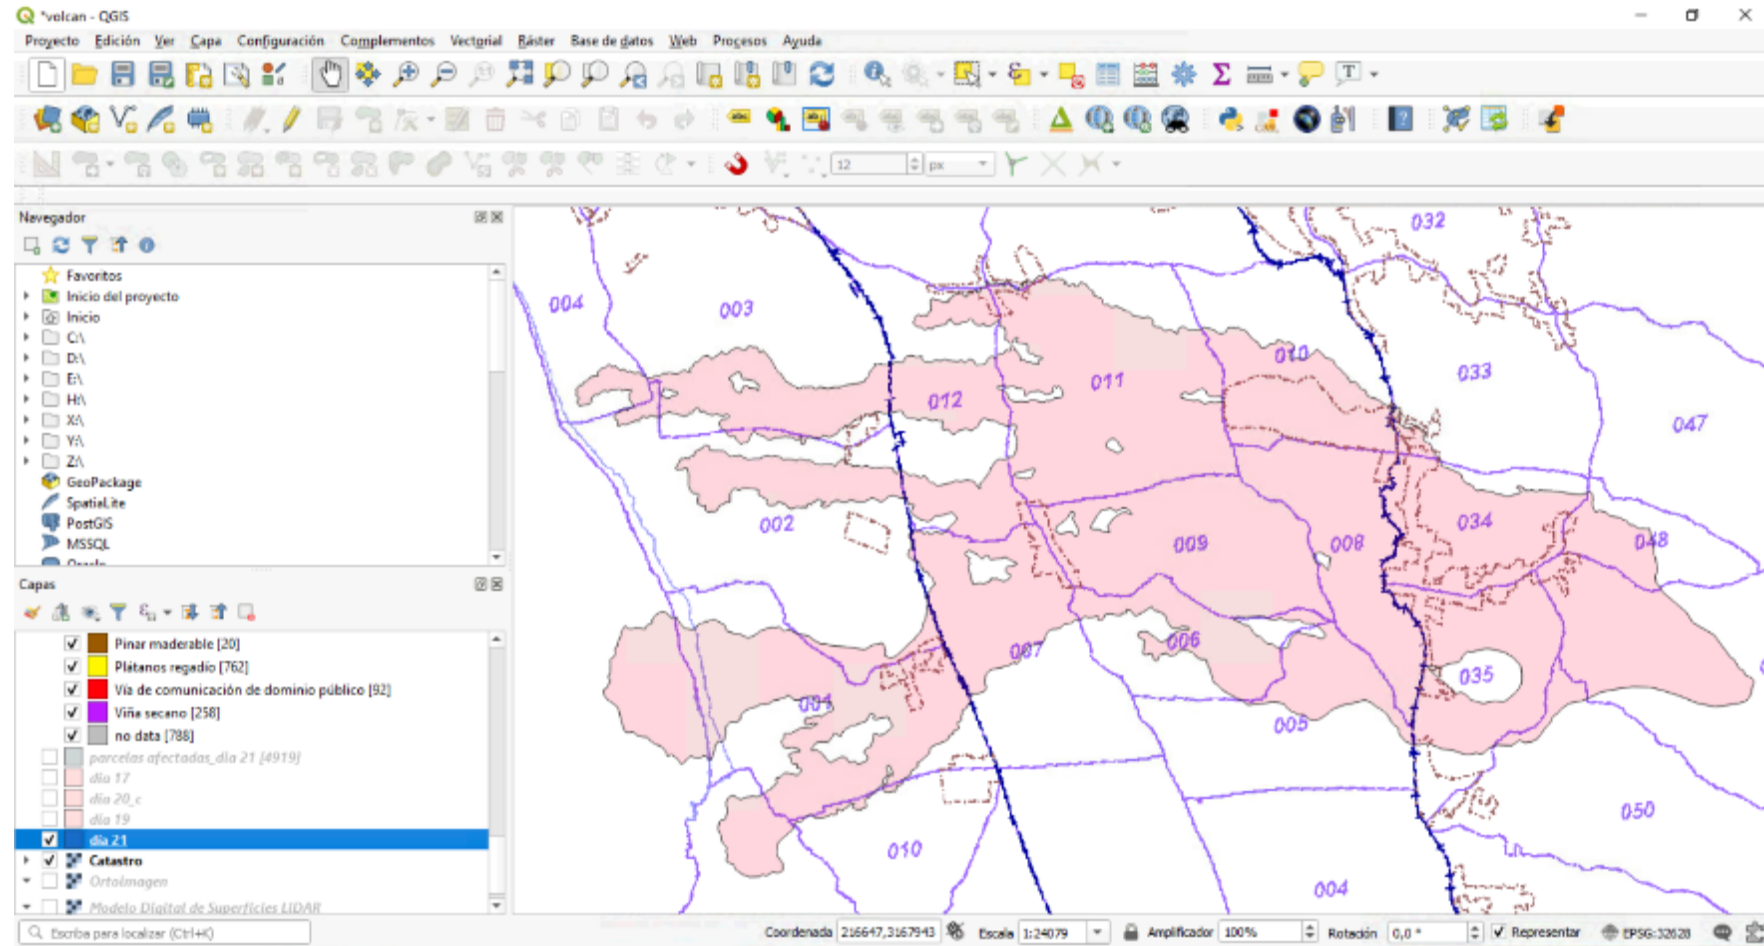 *volcan - QGIS
Proyecto Edición Ver Capa Configuración Complementos Vectorial Ráster Base de datos Web Procesos Ayuda
12 px
Navegador
Favoritos
Inicio del proyecto
Inicio
C:\
D:\
E:\
H:\
X:\
Y:\
Z:\
GeoPackage
SpatiaLite
PostGIS
MSSQL
Oracle
Capas
Pinar maderable [20]
Plátanos regadío [762]
Vía de comunicación de dominio público [92]
Viña secano [258]
no data [788]
parcelas afectadas_dia 21 [4919]
dia 17
dia 20_c
dia 19
dia 21
Catastro
Ortoimagen
Modelo Digital de Superficies LIDAR
032
004
003
010
033
011
012
047
002
034
009
008
048
006
007
035
001
005
050
010
004
Escriba para localizar (Ctrl+K)
Coordenada 216647,3167943 Escala 1:24079 Amplificador 100% Rotación 0,0 ° Representar EPSG:32628